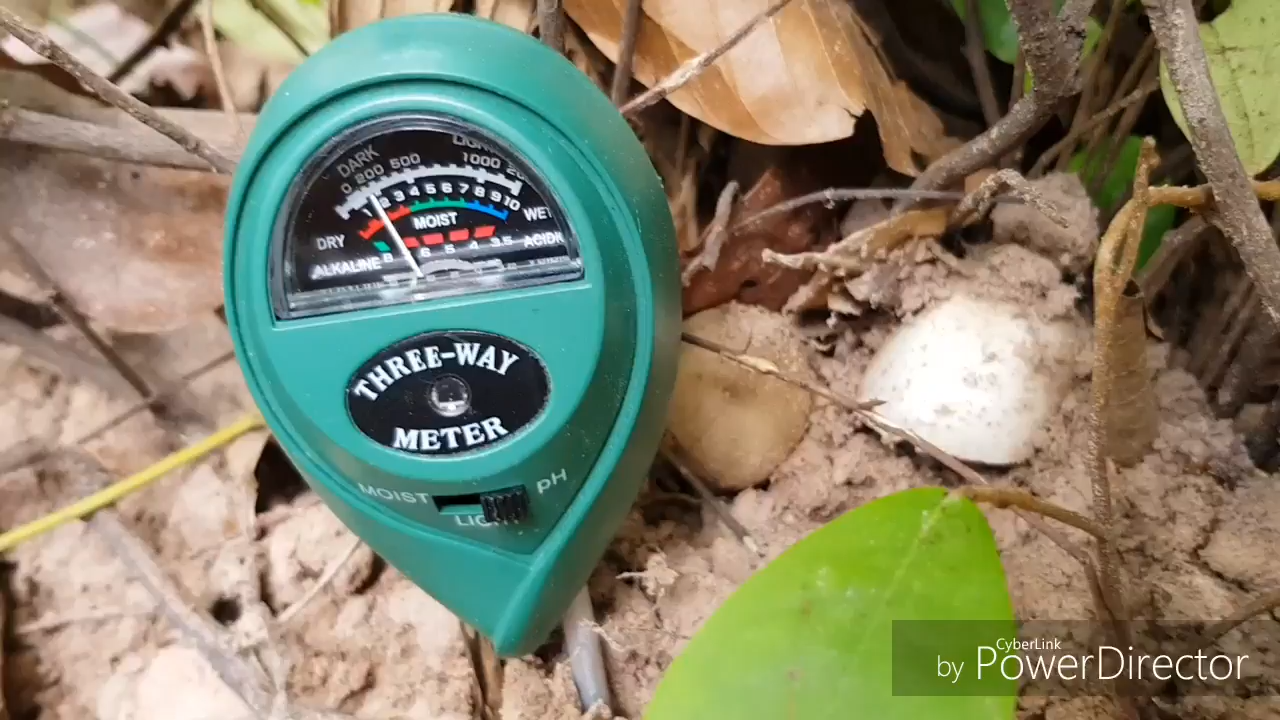 DARK
0 200 500 1000
1 2 3 4 5 6 7 8 9 10
DRY MOIST WET
ALKALINE 8 6 5 4 3.5
THREE-WAY
METER
MOIST LIGHT pH
CyberLink
by PowerDirector